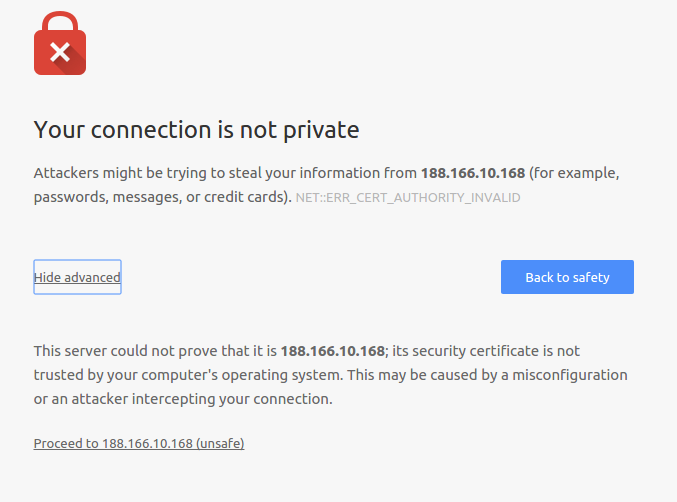 Your connection is not private
Attackers might be trying to steal your information from 188.166.10.168 (for example,
passwords, messages, or credit cards). NET::ERR_CERT_AUTHORITY_INVALID
Hide advanced
Back to safety
This server could not prove that it is 188.166.10.168; its security certificate is not
trusted by your computer's operating system. This may be caused by a misconfiguration
or an attacker intercepting your connection.
Proceed to 188.166.10.168 (unsafe)